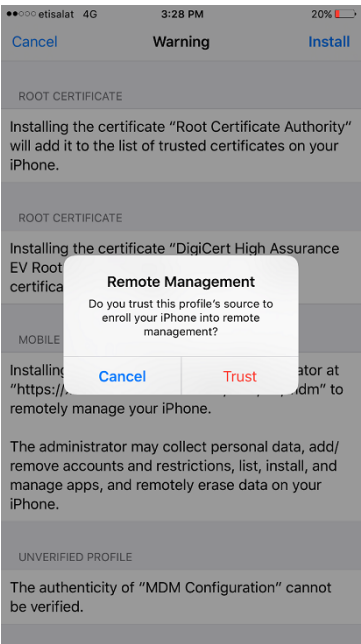 etisalat 4G 3:28 PM 20%
Cancel Warning Install
ROOT CERTIFICATE
Installing the certificate “Root Certificate Authority”
will add it to the list of trusted certificates on your
iPhone.
ROOT CERTIFICATE
Installing the certificate “DigiCert High Assurance
EV Root
certifica
Remote Management
Do you trust this profile's source to
enroll your iPhone into remote
management?
Cancel Trust
MOBILE
Installing ator at
“https:// dm” to
remotely manage your iPhone.
The administrator may collect personal data, add/
remove accounts and restrictions, list, install, and
manage apps, and remotely erase data on your
iPhone.
UNVERIFIED PROFILE
The authenticity of “MDM Configuration” cannot
be verified.